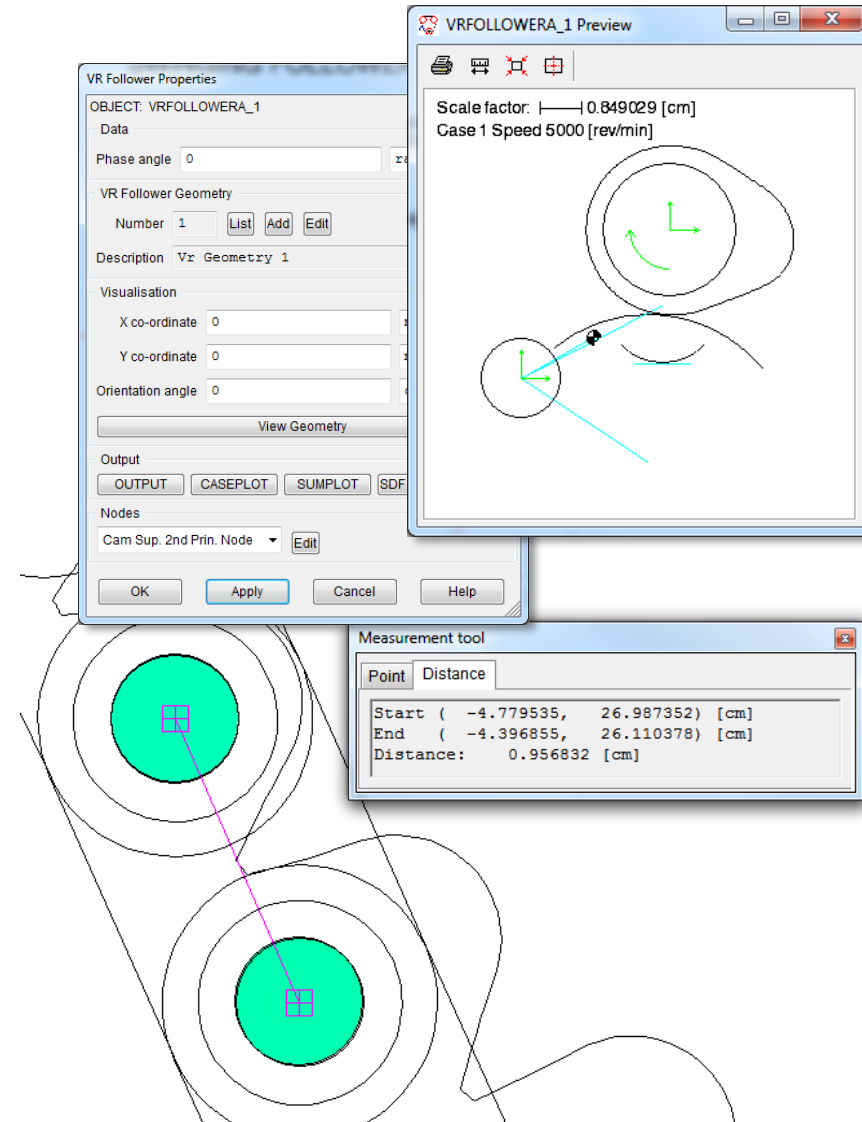 VRFOLLOWERA_1 Preview
Scale factor: 0.849029 [cm]
Case 1 Speed 5000 [rev/min]
VR Follower Properties
OBJECT: VRFOLLOWERA_1
Data
Phase angle 0
VR Follower Geometry
Number 1 List Add Edit
Description Vr Geometry 1
Visualisation
X co-ordinate 0
Y co-ordinate 0
Orientation angle 0
View Geometry
Output
OUTPUT CASEPLOT SUMPLOT SDF
Nodes
Cam Sup. 2nd Prin. Node Edit
OK Apply Cancel Help
Measurement tool
Point Distance
Start ( -4.779535, 26.987352) [cm]
End ( -4.396855, 26.110378) [cm]
Distance: 0.956832 [cm]